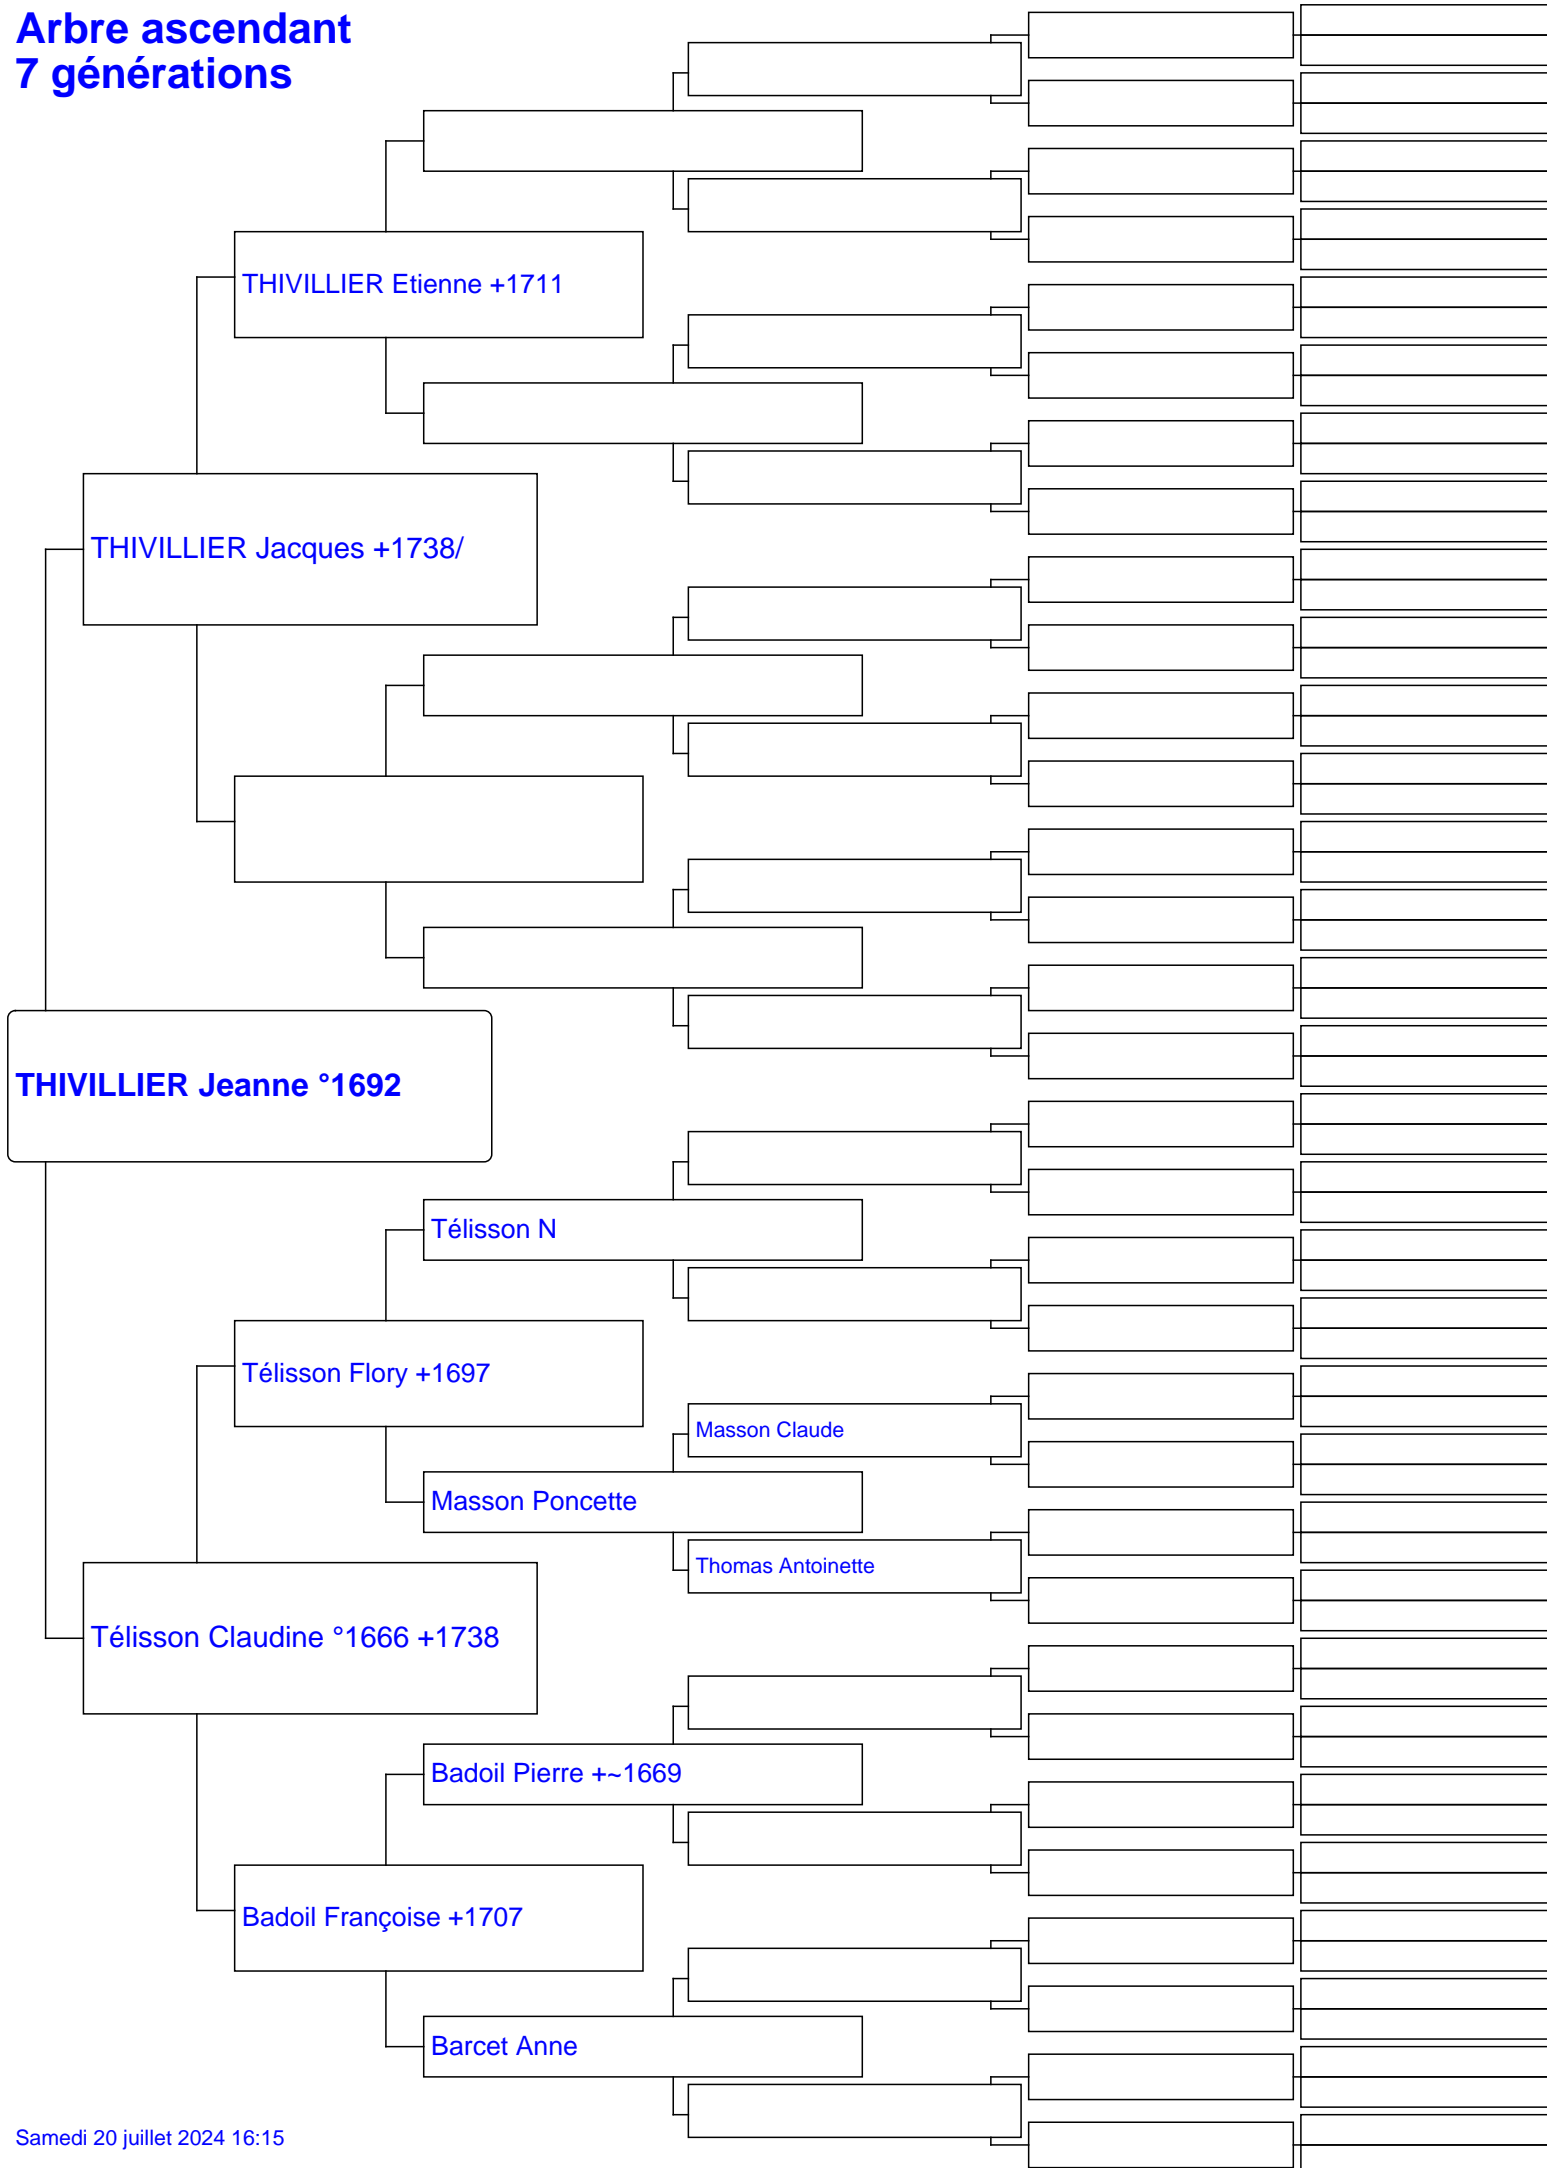 Arbre ascendant
7 générations
THIVILLIER Etienne +1711
THIVILLIER Jacques +1738/
THIVILLIER Jeanne °1692
Télisson N
Télisson Flory +1697
Masson Claude
Masson Poncette
Thomas Antoinette
Télisson Claudine °1666 +1738
Badoil Pierre +~1669
Badoil Françoise +1707
Barcet Anne
Samedi 20 juillet 2024 16:15